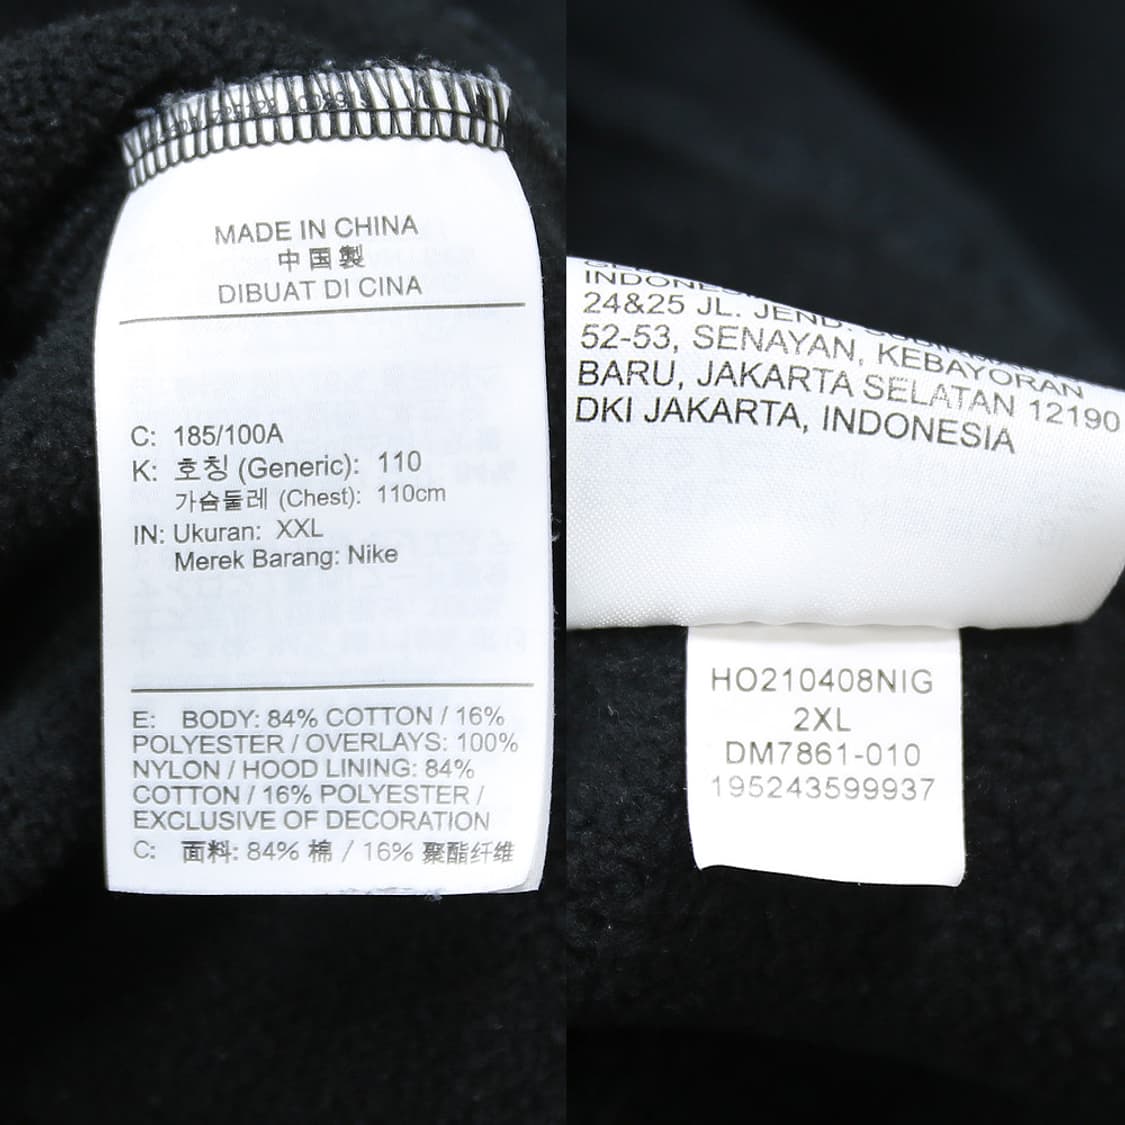 MADE IN CHINA
中国製
DIBUAT DI CINA
C: 185/100A
K: 호칭 (Generic): 110
가슴둘레 (Chest): 110cm
IN: Ukuran: XXL
Merek Barang: Nike
E: BODY: 84% COTTON / 16%
POLYESTER / OVERLAYS: 100%
NYLON / HOOD LINING: 84%
COTTON / 16% POLYESTER /
EXCLUSIVE OF DECORATION
C: 面料: 84% 棉 / 16% 聚酯纤维
24&25 JL. JEND.
52-53, SENAYAN, KEBAYORAN
BARU, JAKARTA SELATAN 12190
DKI JAKARTA, INDONESIA
HO210408NIG
2XL
DM7861-010
195243599937